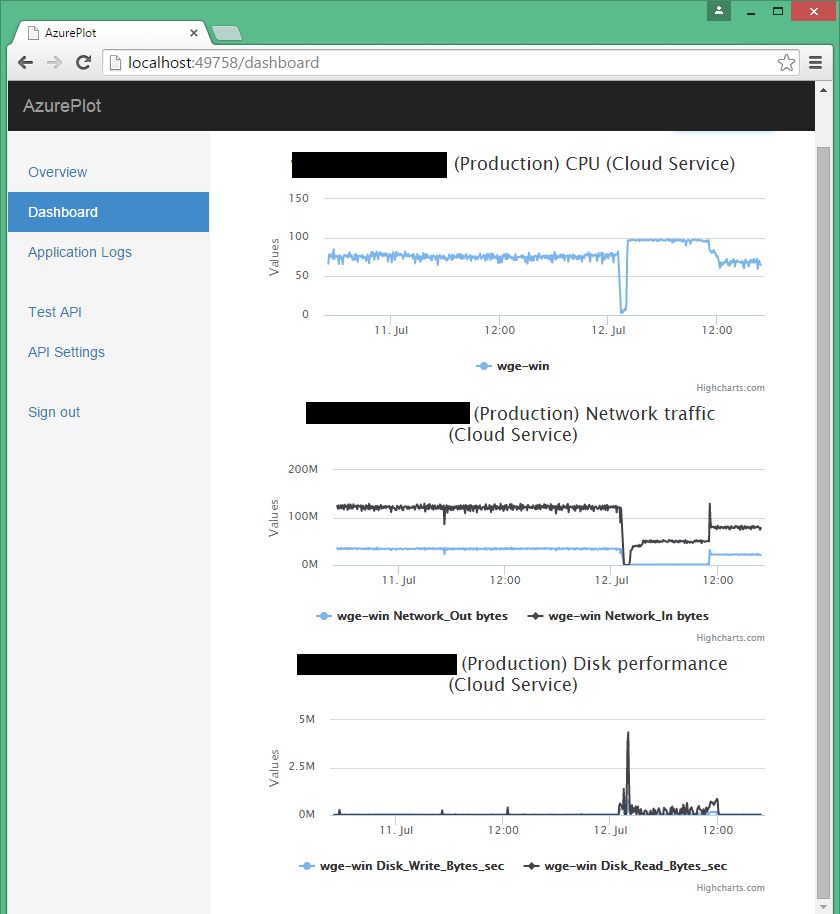 AzurePlot
localhost:49758/dashboard
AzurePlot
Overview
Dashboard
Application Logs
Test API
API Settings
Sign out
(Production) CPU (Cloud Service)
Values
150
100
50
0
11. Jul
12:00
12. Jul
12:00
wge-win
Highcharts.com
(Production) Network traffic
(Cloud Service)
Values
200M
100M
0M
11. Jul
12:00
12. Jul
12:00
wge-win Network_Out bytes
wge-win Network_In bytes
Highcharts.com
(Production) Disk performance
(Cloud Service)
Values
5M
2.5M
0M
11. Jul
12:00
12. Jul
12:00
wge-win Disk_Write_Bytes_sec
wge-win Disk_Read_Bytes_sec
Highcharts.com